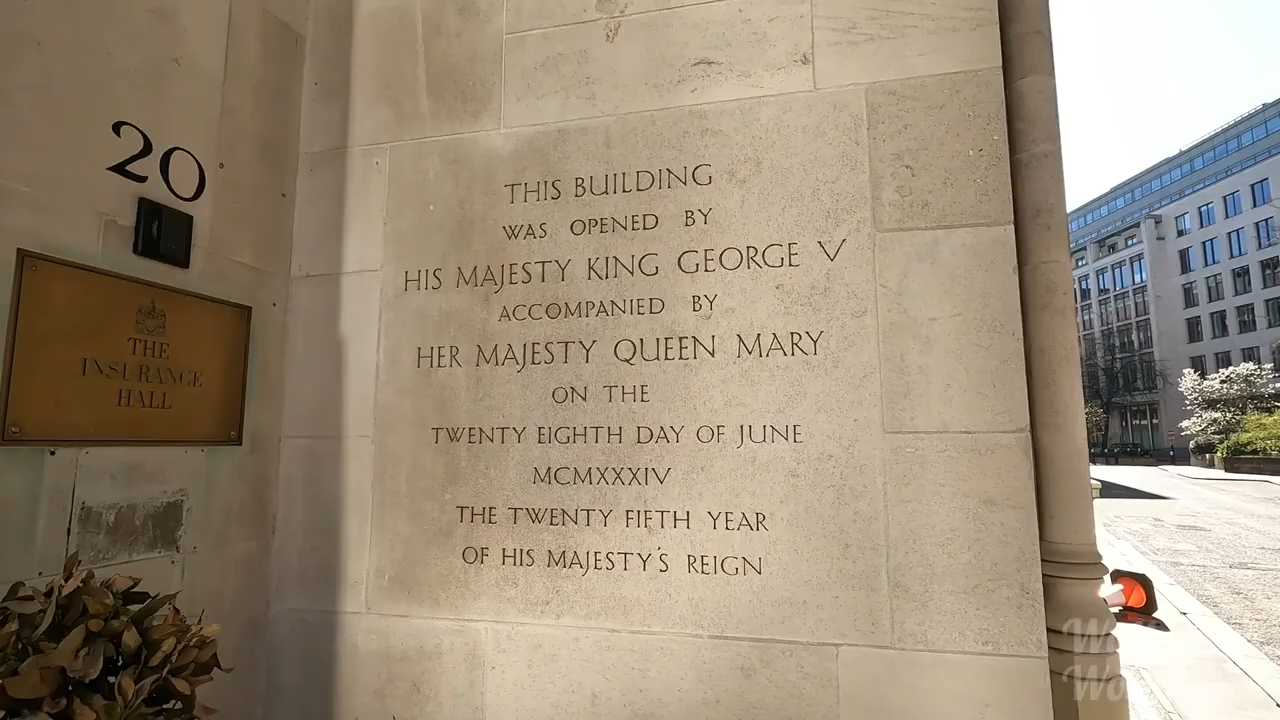 20
THE
INSURANCE
HALL
THIS BUILDING
WAS OPENED BY
HIS MAJESTY KING GEORGE V
ACCOMPANIED BY
HER MAJESTY QUEEN MARY
ON THE
TWENTY EIGHTH DAY OF JUNE
MCMXXXIV
THE TWENTY FIFTH YEAR
OF HIS MAJESTY'S REIGN